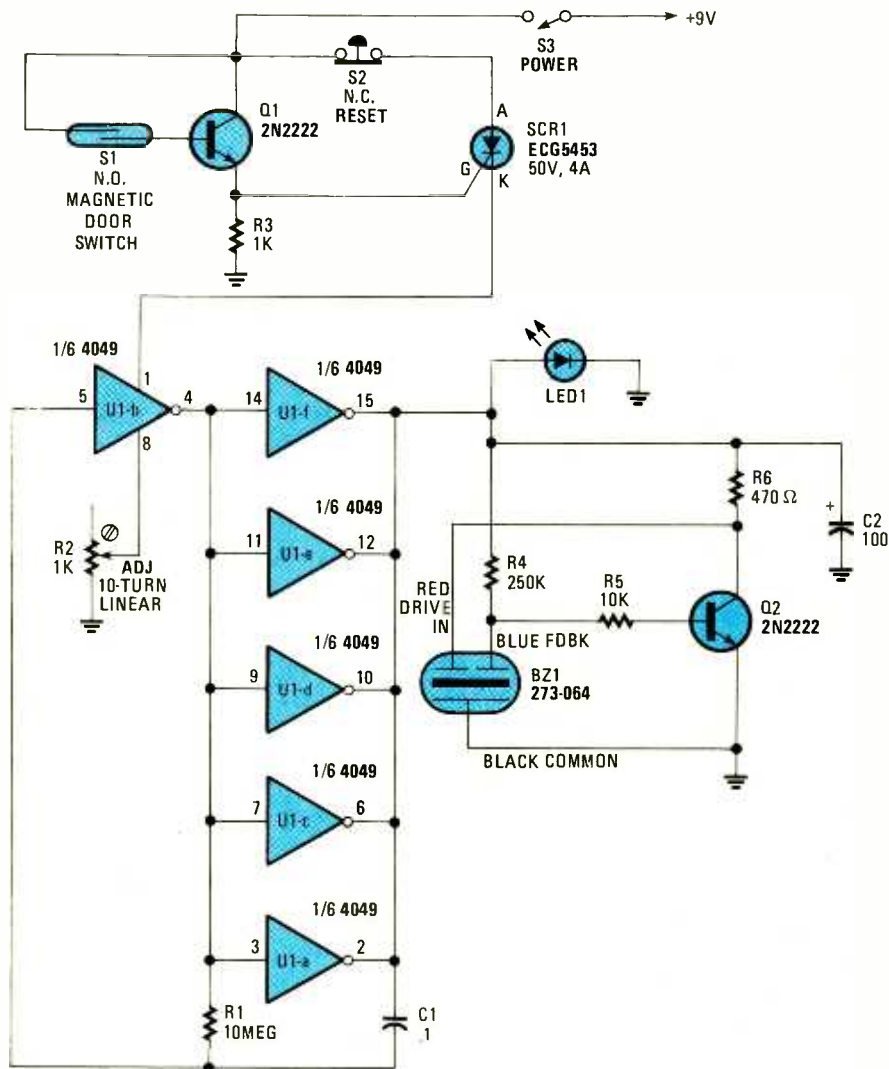 +9V
S3
POWER
S2
N.C.
RESET
Q1
2N2222
A
SCR1
ECG5453
50V, 4A
G
K
S1
N.O.
MAGNETIC
DOOR
SWITCH
R3
1K
1/6 4049
5
U1-b
1
4
8
1/6 4049
14
U1-f
15
LED1
R2
1K
ADJ
10-TURN
LINEAR
1/6 4049
11
U1-e
12
R6
470 Ω
+
C2
100
R4
250K
RED
DRIVE
IN
R5
10K
Q2
2N2222
BLUE FDBK
1/6 4049
9
U1-d
10
BZ1
273-064
BLACK COMMON
1/6 4049
7
U1-c
6
1/6 4049
3
U1-a
2
R1
10MEG
C1
.1